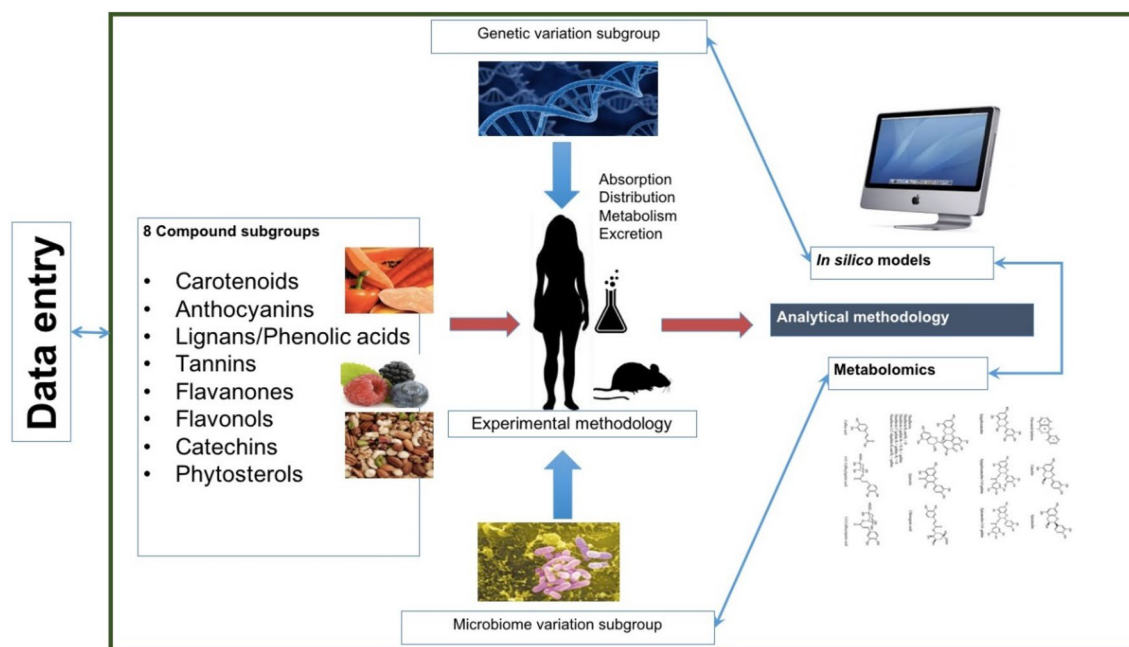 Genetic variation subgroup
Absorption
Distribution
Metabolism
Excretion
Data entry
8 Compound subgroups
• Carotenoids
• Anthocyanins
• Lignans/Phenolic acids
• Tannins
• Flavanones
• Flavonols
• Catechins
• Phytosterols
In silico models
Analytical methodology
Metabolomics
Experimental methodology
Microbiome variation subgroup